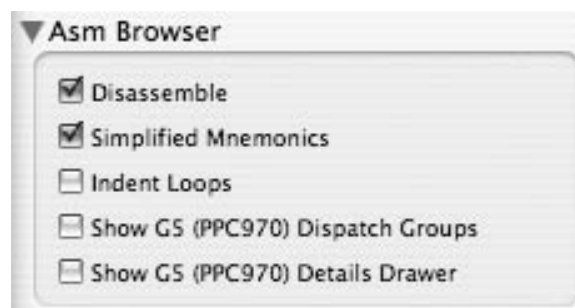 Asm Browser
Disassemble
Simplified Mnemonics
Indent Loops
Show G5 (PPC970) Dispatch Groups
Show G5 (PPC970) Details Drawer